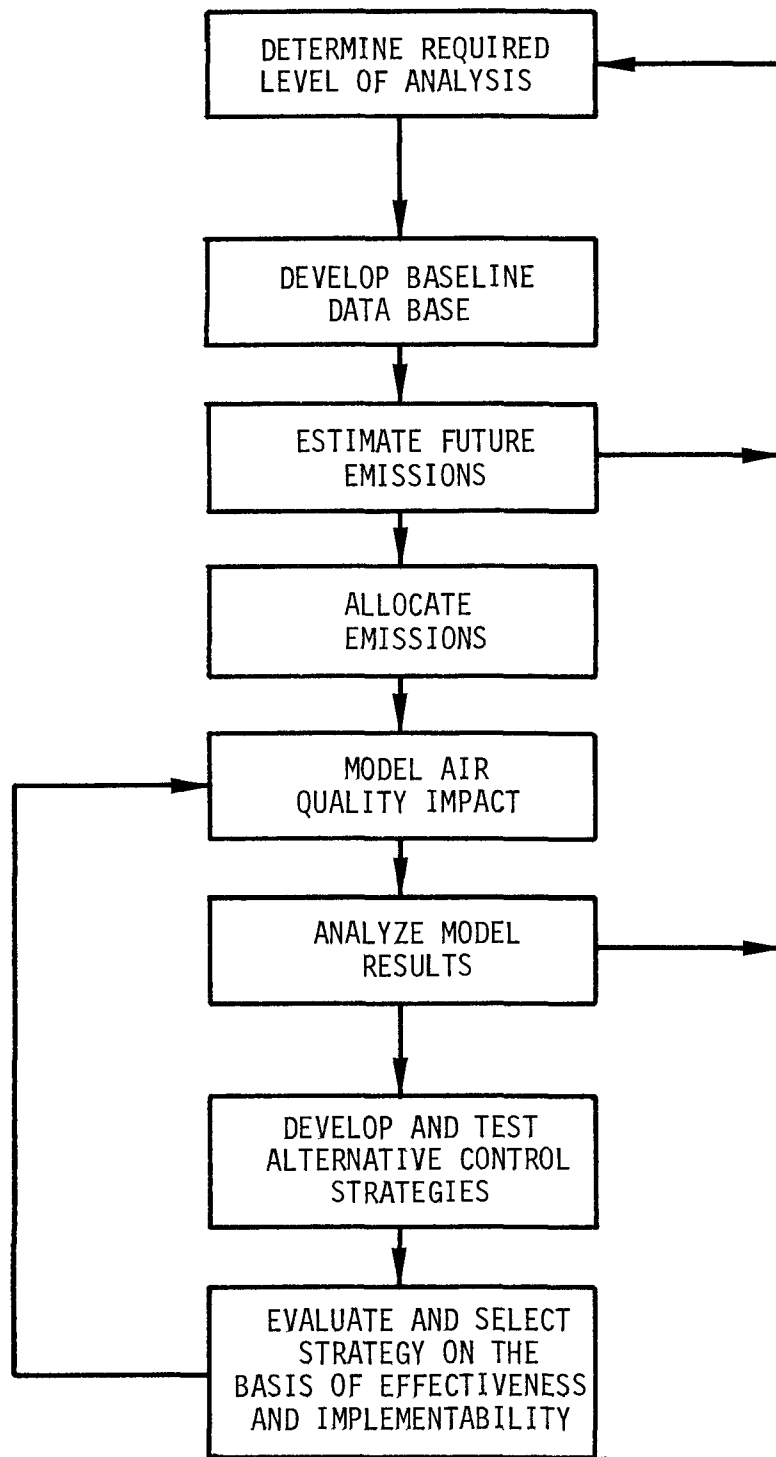 DETERMINE REQUIRED
LEVEL OF ANALYSIS
DEVELOP BASELINE
DATA BASE
ESTIMATE FUTURE
EMISSIONS
ALLOCATE
EMISSIONS
MODEL AIR
QUALITY IMPACT
ANALYZE MODEL
RESULTS
DEVELOP AND TEST
ALTERNATIVE CONTROL
STRATEGIES
EVALUATE AND SELECT
STRATEGY ON THE
BASIS OF EFFECTIVENESS
AND IMPLEMENTABILITY